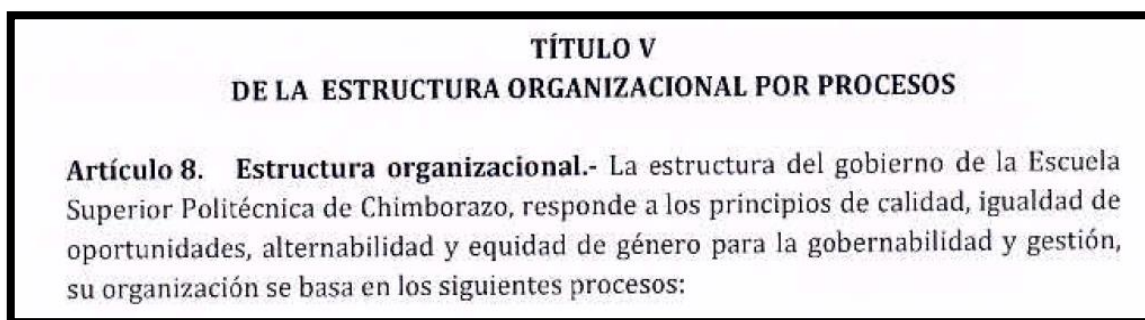 TÍTULO V
DE LA ESTRUCTURA ORGANIZACIONAL POR PROCESOS
Artículo 8. Estructura organizacional.- La estructura del gobierno de la Escuela
Superior Politécnica de Chimborazo, responde a los principios de calidad, igualdad de
oportunidades, alternabilidad y equidad de género para la gobernabilidad y gestión,
su organización se basa en los siguientes procesos: